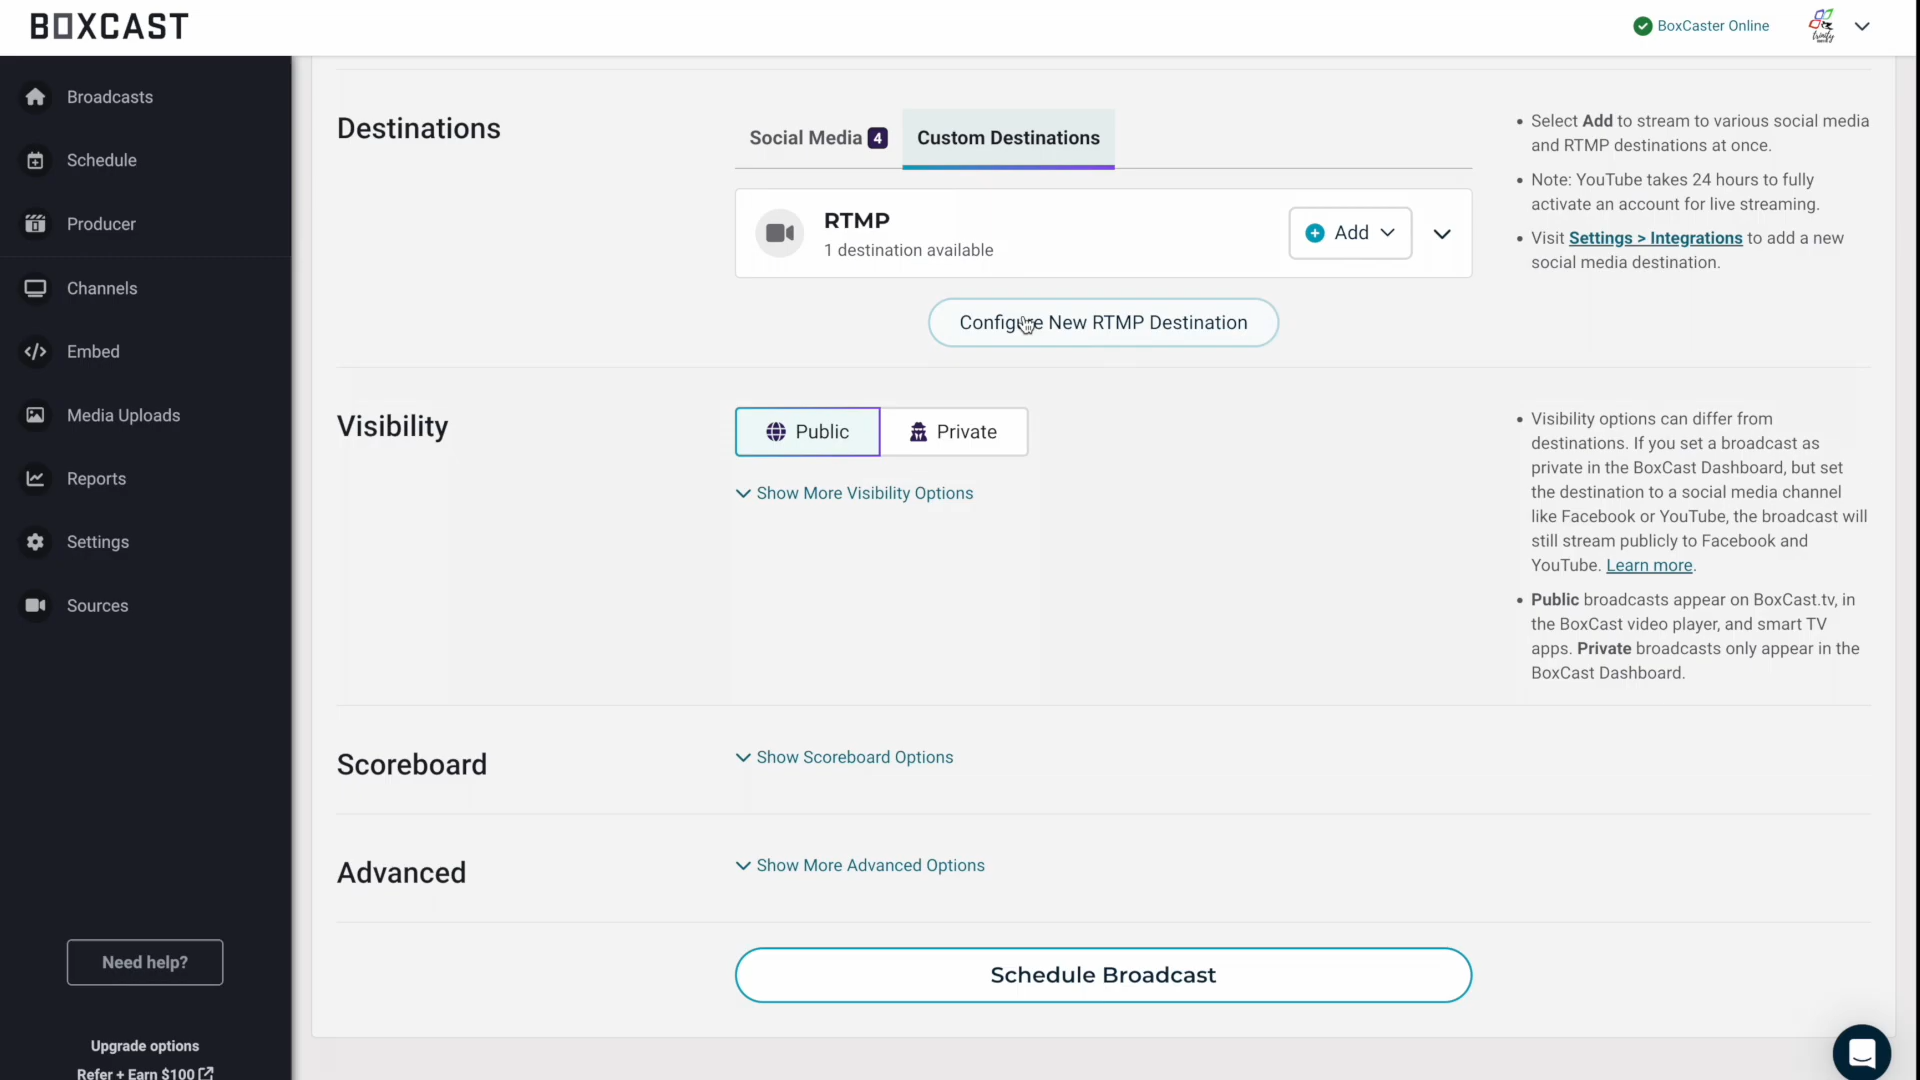 BOXCAST
BoxCaster Online
trinity
Broadcasts
Schedule
Producer
Channels
Embed
Media Uploads
Reports
Settings
Sources
Need help?
Upgrade options
Refer + Earn $100
Destinations
Social Media 4
Custom Destinations
RTMP
1 destination available
Add
Configure New RTMP Destination
• Select Add to stream to various social media
and RTMP destinations at once.
• Note: YouTube takes 24 hours to fully
activate an account for live streaming.
• Visit Settings > Integrations to add a new
social media destination.
Visibility
Public
Private
Show More Visibility Options
• Visibility options can differ from
destinations. If you set a broadcast as
private in the BoxCast Dashboard, but set
the destination to a social media channel
like Facebook or YouTube, the broadcast will
still stream publicly to Facebook and
YouTube. Learn more.
• Public broadcasts appear on BoxCast.tv, in
the BoxCast video player, and smart TV
apps. Private broadcasts only appear in the
BoxCast Dashboard.
Scoreboard
Show Scoreboard Options
Advanced
Show More Advanced Options
Schedule Broadcast